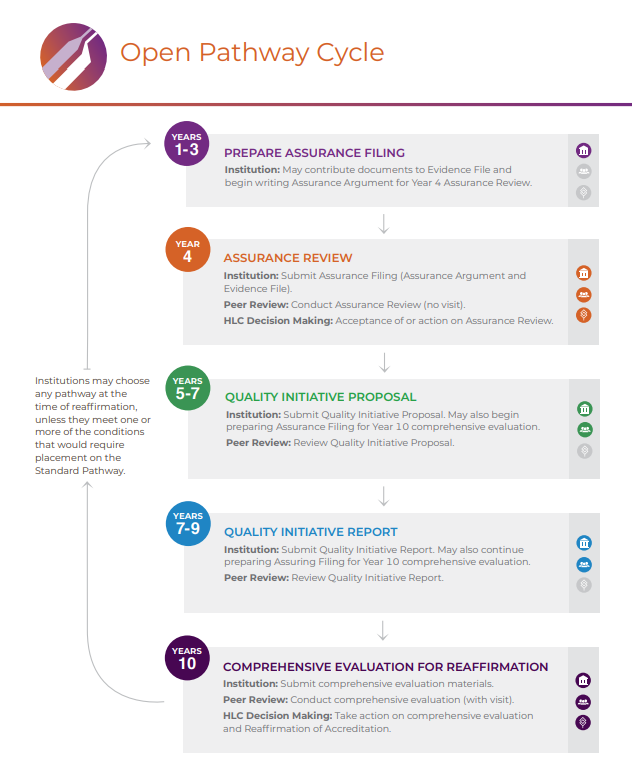 Open Pathway Cycle
YEARS
1-3
PREPARE ASSURANCE FILING
Institution: May contribute documents to Evidence File and
begin writing Assurance Argument for Year 4 Assurance Review.
YEAR
4
ASSURANCE REVIEW
Institution: Submit Assurance Filing (Assurance Argument and
Evidence File).
Peer Review: Conduct Assurance Review (no visit).
HLC Decision Making: Acceptance of or action on Assurance Review.
Institutions may choose
any pathway at the
time of reaffirmation,
unless they meet one or
more of the conditions
that would require
placement on the
Standard Pathway.
YEARS
5-7
QUALITY INITIATIVE PROPOSAL
Institution: Submit Quality Initiative Proposal. May also begin
preparing Assurance Filing for Year 10 comprehensive evaluation.
Peer Review: Review Quality Initiative Proposal.
YEARS
7-9
QUALITY INITIATIVE REPORT
Institution: Submit Quality Initiative Report. May also continue
preparing Assuring Filing for Year 10 comprehensive evaluation.
Peer Review: Review Quality Initiative Report.
YEARS
10
COMPREHENSIVE EVALUATION FOR REAFFIRMATION
Institution: Submit comprehensive evaluation materials.
Peer Review: Conduct comprehensive evaluation (with visit).
HLC Decision Making: Take action on comprehensive evaluation
and Reaffirmation of Accreditation.